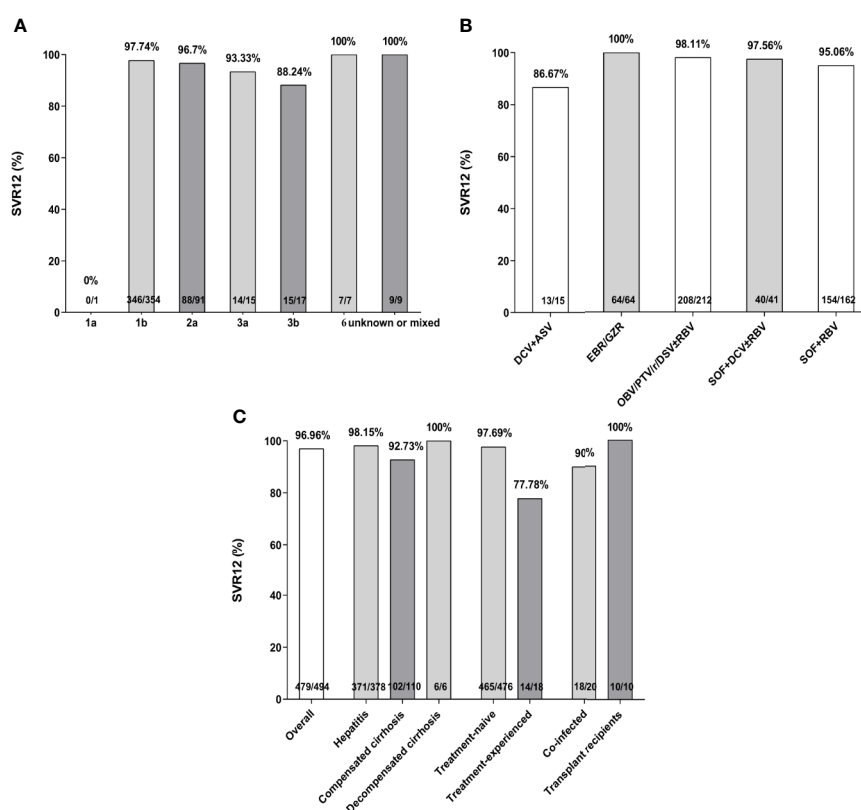 A
SVR12 (%)
100
80
60
40
20
0
0%
97.74%
96.7%
93.33%
88.24%
100%
100%
0/1
346/354
88/91
14/15
15/17
7/7
9/9
1a
1b
2a
3a
3b
6
unknown or mixed
B
SVR12 (%)
100
80
60
40
20
0
86.67%
100%
98.11%
97.56%
95.06%
13/15
64/64
208/212
40/41
154/162
DCV+ASV
EBR/GZR
OBV/PTV/r/DSV±RBV
SOF+DCV±RBV
SOF+RBV
C
SVR12 (%)
100
80
60
40
20
0
96.96%
98.15%
92.73%
100%
97.69%
77.78%
90%
100%
479/494
371/378
102/110
6/6
465/476
14/18
18/20
10/10
Overall
Hepatitis
Compensated cirrhosis
Decompensated cirrhosis
Treatment-naive
Treatment-experienced
Co-infected
Transplant recipients